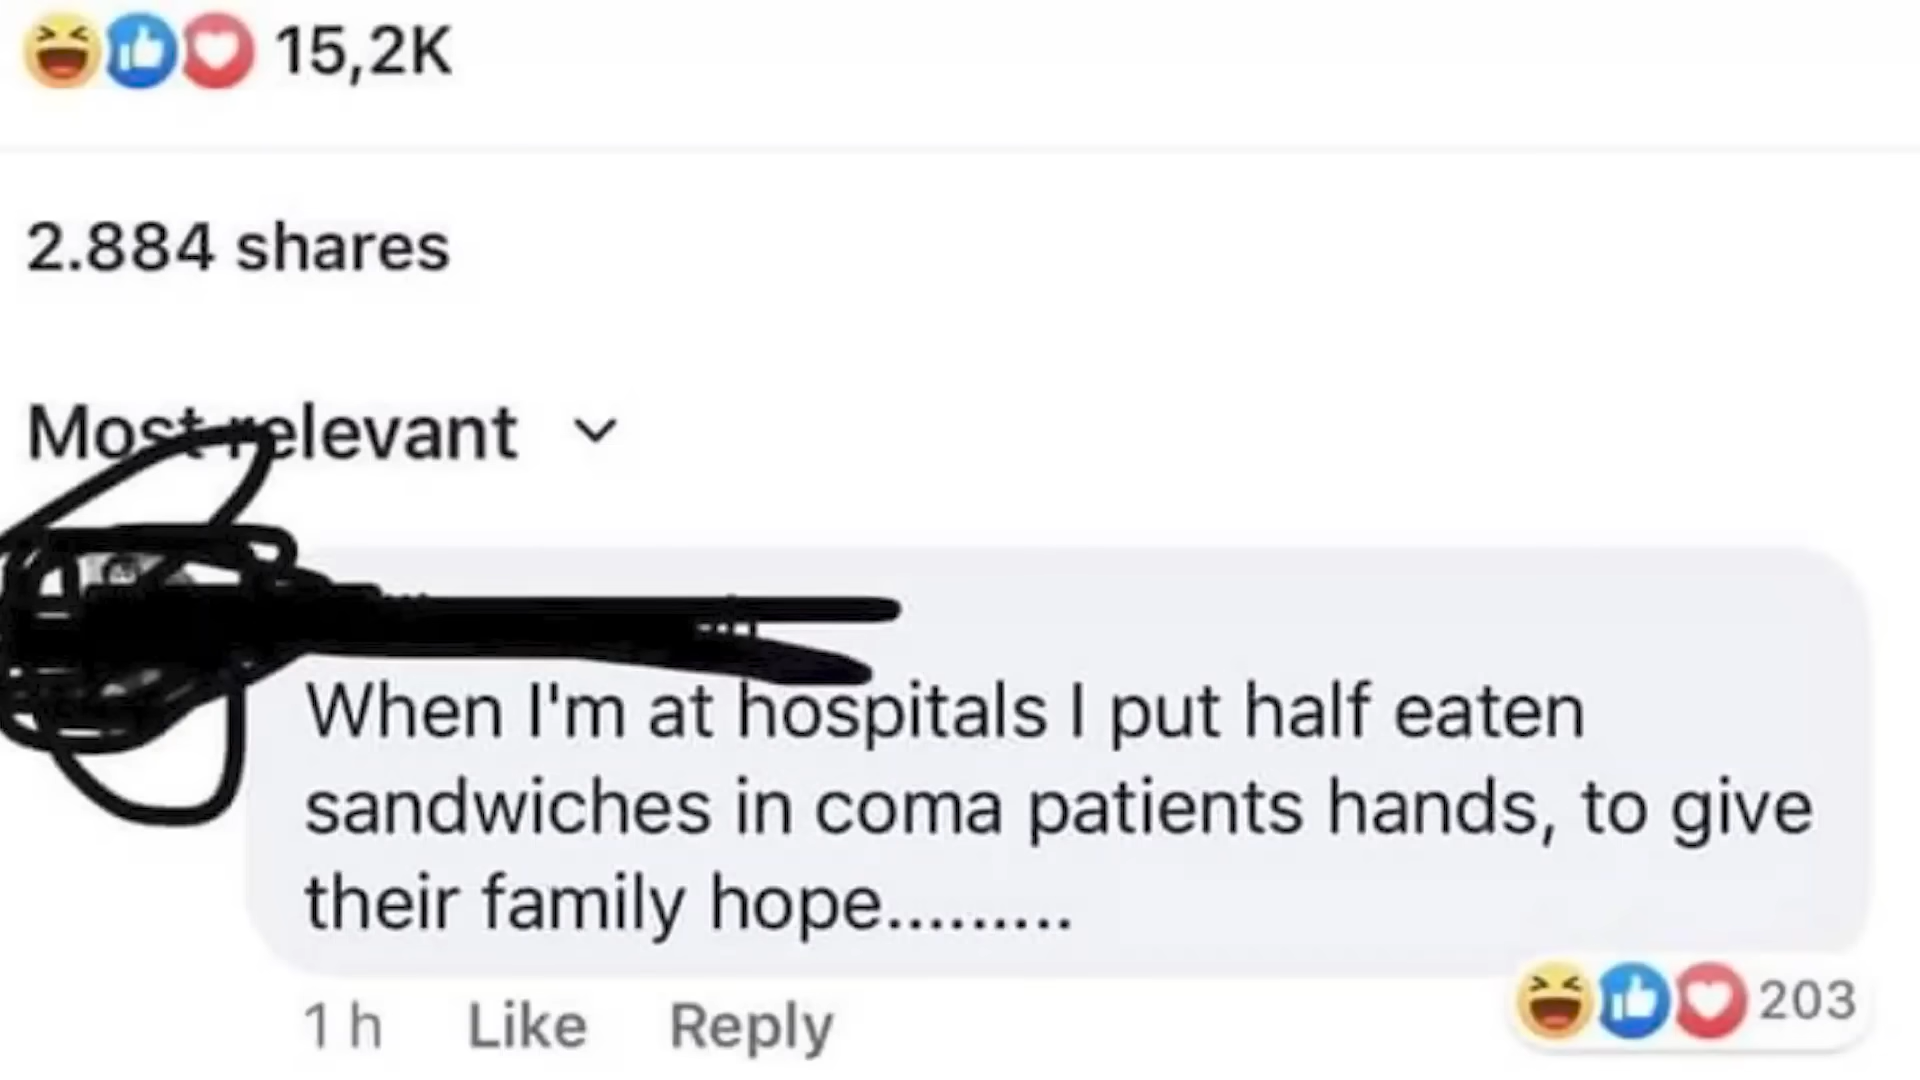 15,2K
2.884 shares
Most relevant
When I'm at hospitals I put half eaten
sandwiches in coma patients hands, to give
their family hope.........
1 h Like Reply 203